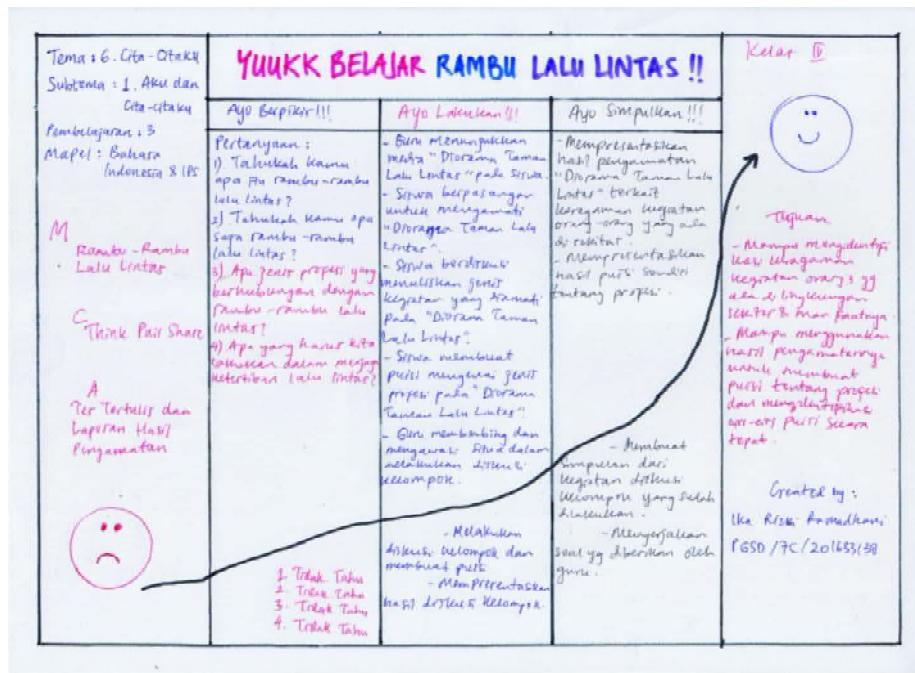 Tema : 6. Cita-Citaku
Subtema : 1. Aku dan
Cita-citaku
Pembelajaran : 3
Mapel : Bahasa
Indonesia & IPS
M
Rambu-Rambu
Lalu Lintas
C
Think Pair Share
A
Tes Tertulis dan
Laporan Hasil
Pengamatan
YUUKK BELAJAR RAMBU LALU LINTAS !!
Ayo Berpikir!!!
Pertanyaan :
1) Tahukah kamu
apa itu rambu-rambu
lalu lintas?
2) Tahukah kamu apa
saja rambu-rambu
lalu lintas?
3) Apa jenis profesi yang
berhubungan dengan
rambu-rambu lalu
lintas?
4) Apa yang harus kita
lakukan dalam menjaga
ketertiban lalu lintas?
1. Tidak Tahu
2. Tidak Tahu
3. Tidak Tahu
4. Tidak Tahu
Ayo Lakukan!!!
- Guru menunjukkan
media "Diorama Taman
Lalu Lintas" pada siswa.
- Siswa berpasangan
untuk mengamati
"Diorama Taman Lalu
Lintas".
- Siswa berdiskusi
menuliskan jenis
kegiatan yang diamati
pada "Diorama Taman
Lalu Lintas".
- Siswa membuat
puisi mengenai jenis
profesi pada "Diorama
Taman Lalu Lintas".
- Guru membimbing dan
mengawasi siswa dalam
melakukan diskusi
kelompok.
- Melakukan
diskusi kelompok dan
membuat puisi
- Mempresentasikan
hasil diskusi kelompok.
Ayo Simpulkan!!!
- Mempresentasikan
hasil pengamatan
"Diorama Taman Lalu
Lintas" terkait
keragaman kegiatan
orang-orang yang ada
di sekitar.
- Mempresentasikan
hasil puisi sendiri
tentang profesi.
- Membuat
simpulan dari
kegiatan diskusi
kelompok yang sudah
dilakukan.
- Mengerjakan
soal yg diberikan oleh
guru.
Kelas IV
Tujuan
- Mampu mengidentifi
kasi keragaman
kegiatan orang2 yg
ada di lingkungan
sekitar & manfaatnya.
- Mampu menggunakan
hasil pengamatannya
untuk membuat
puisi tentang profesi
dan mengidentifikasi
ciri-ciri puisi secara
tepat.
Created by :
Ika Rizki Ramadhani
PGSD/7C/201633138